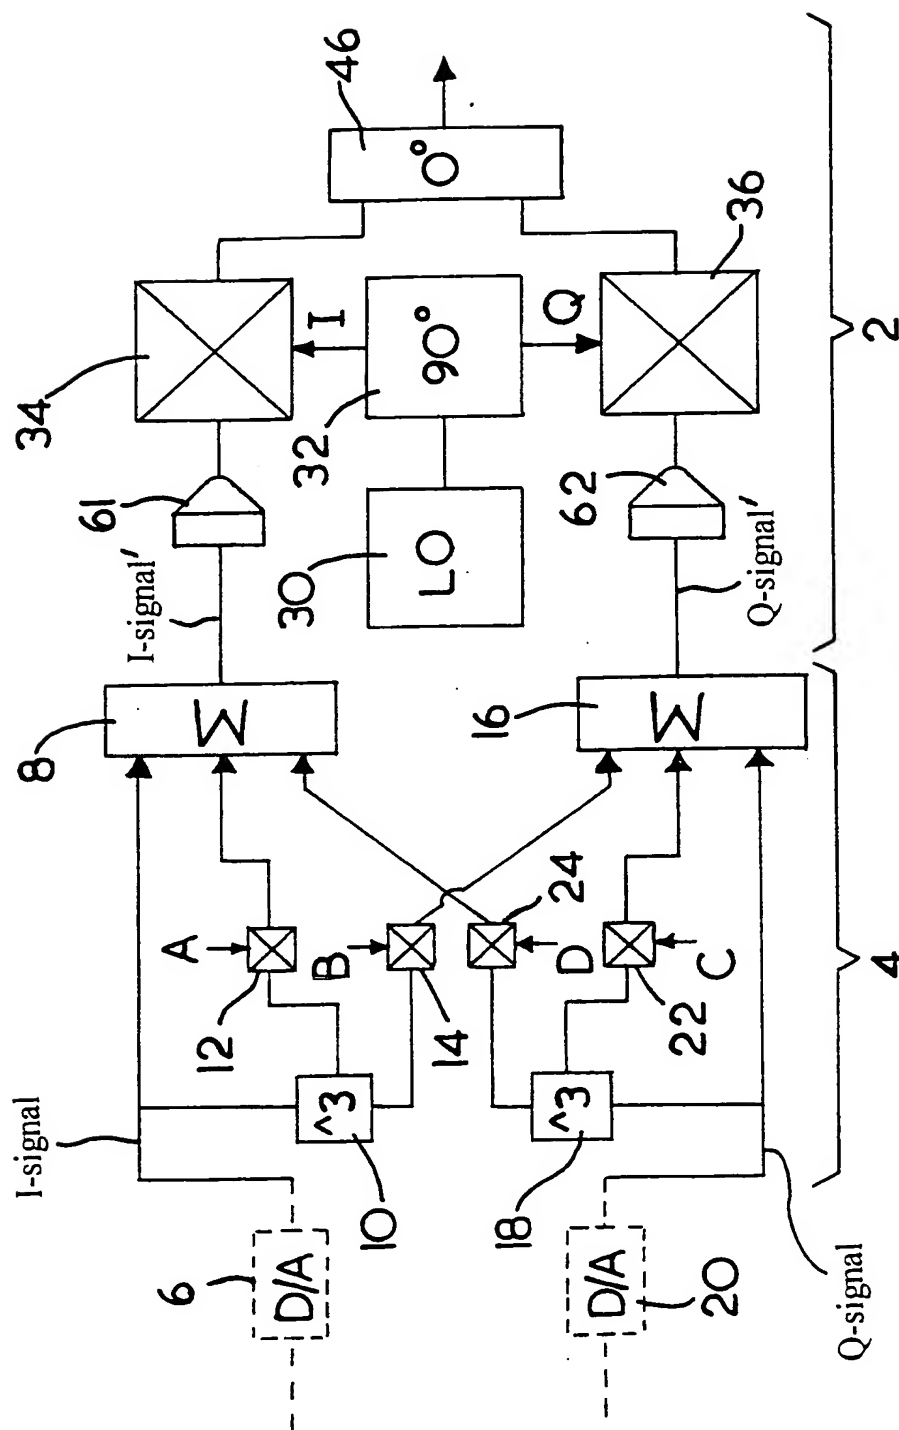 46
0°
36
34
I
90°
Q
32
2
61
62
I-signal′
30
LO
Q-signal′
8
Σ
16
Σ
24
A
B
D
C
12
14
22
4
I-signal
^3
^3
10
18
6
D/A
D/A
20
Q-signal